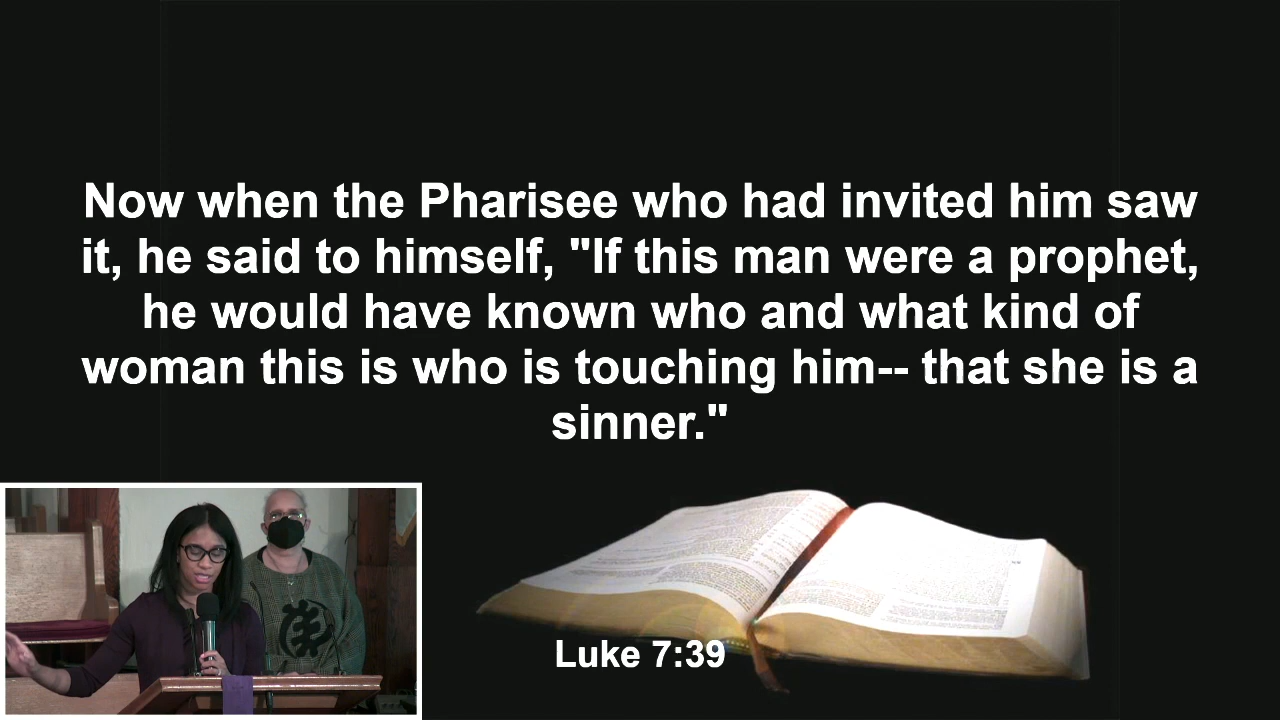 Now when the Pharisee who had invited him saw
it, he said to himself, "If this man were a prophet,
he would have known who and what kind of
woman this is who is touching him-- that she is a
sinner."
Luke 7:39